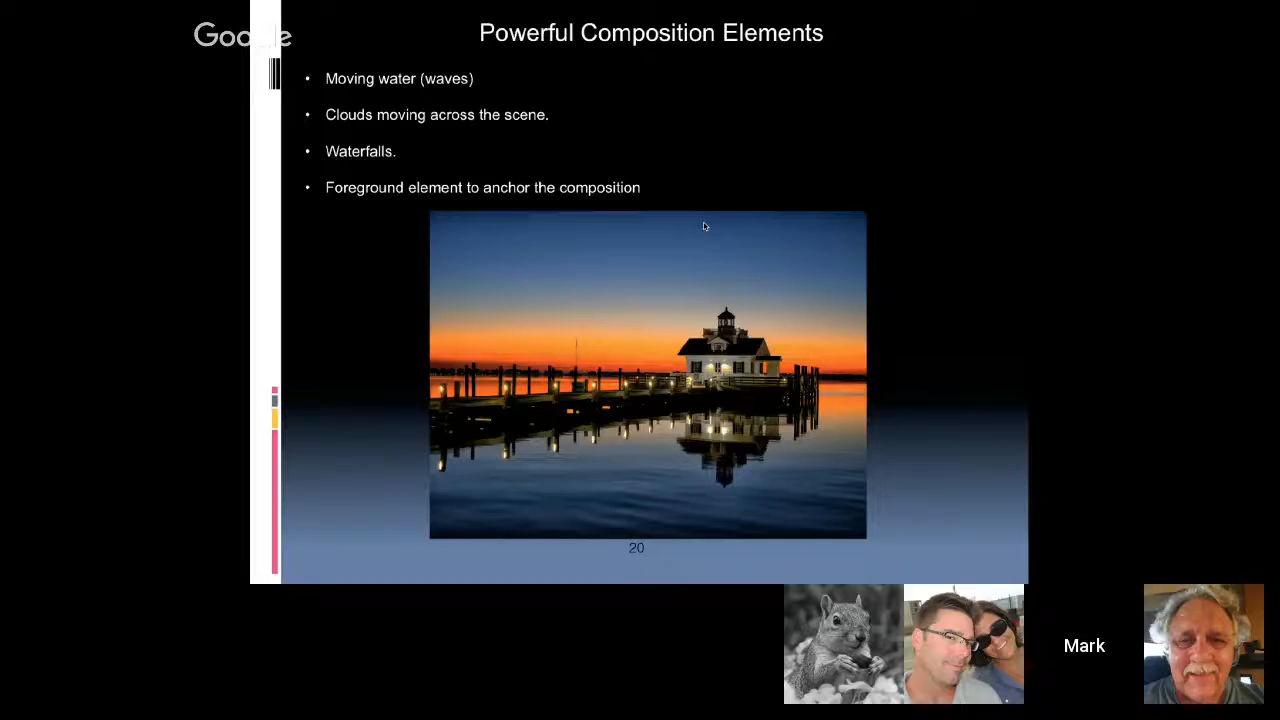 Google
Powerful Composition Elements
• Moving water (waves)
• Clouds moving across the scene.
• Waterfalls.
• Foreground element to anchor the composition
20
Mark